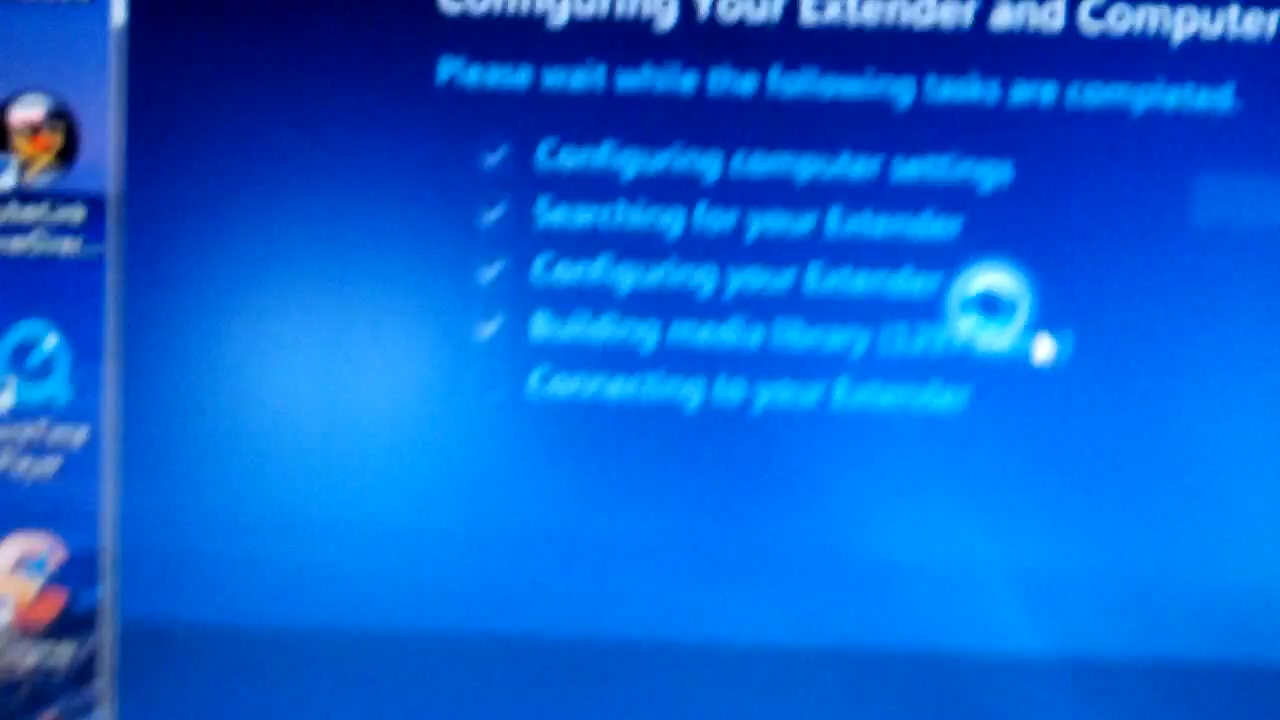 Configuring Your Extender and Computer
Please wait while the following tasks are completed.
Configuring computer settings
Searching for your Extender
Configuring your Extender
Building media library
Connecting to your Extender